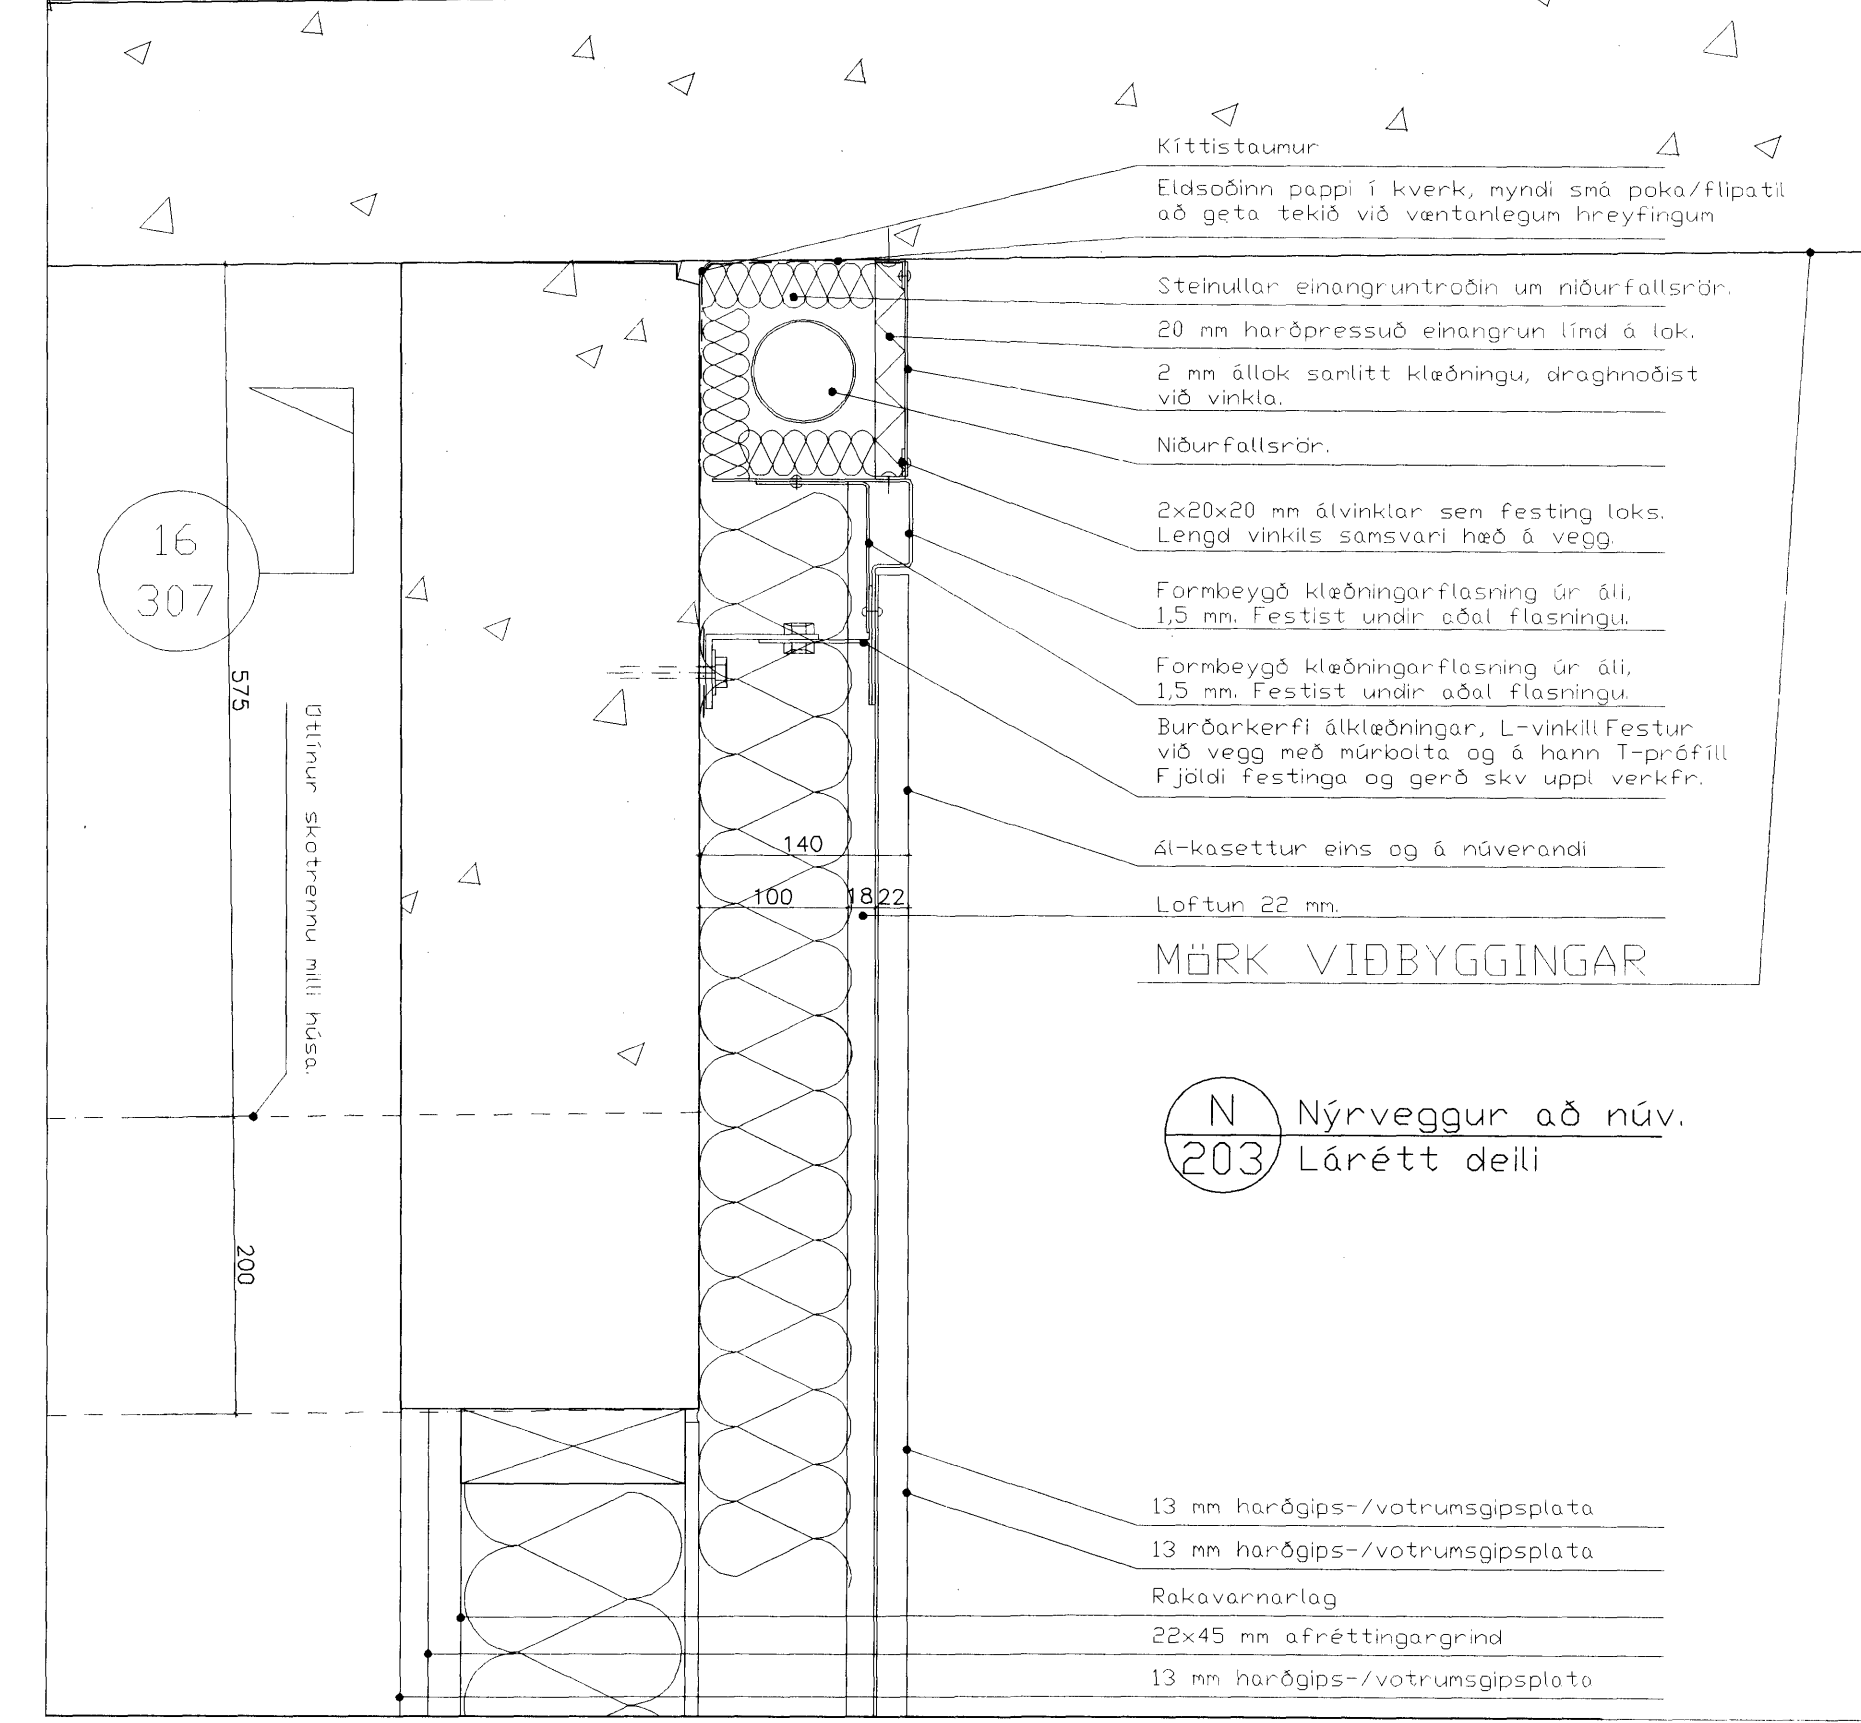 Kíttistaumur
Eldsoðinn pappi í kverk, myndi smá poka/flipatil
að geta tekið við væntanlegum hreyfingum
Steinullar einangruntroðin um niðurfallsrör.
20 mm harðpressuð einangrun límd á lok.
2 mm állok samlitt klæðningu, draghnoðist
við vinkla.
Niðurfallsrör.
2x20x20 mm álvinklar sem festing loks.
Lengd vinkils samsvari hæð á vegg.
Formbeygð klæðningarflasning úr áli,
1,5 mm. Festist undir aðal flasningu.
Formbeygð klæðningarflasning úr áli,
1,5 mm. Festist undir aðal flasningu.
Burðarkerfi álklæðningar, L-vinkill Festur
við vegg með múrbolta og á hann T-prófíll
Fjöldi festinga og gerð skv uppl verkfr.
Ál-kasettur eins og á núverandi
Loftun 22 mm.
MÖRK VIÐBYGGINGAR
16
307
575
Útlínur skotrennu milli húsa.
200
140
100 18 22
N
203
Nýrveggur að núv.
Lárétt deili
13 mm harðgips-/votrumsgipsplata
13 mm harðgips-/votrumsgipsplata
Rakavarnarlag
22x45 mm afréttingargrind
13 mm harðgips-/votrumsgipsplata